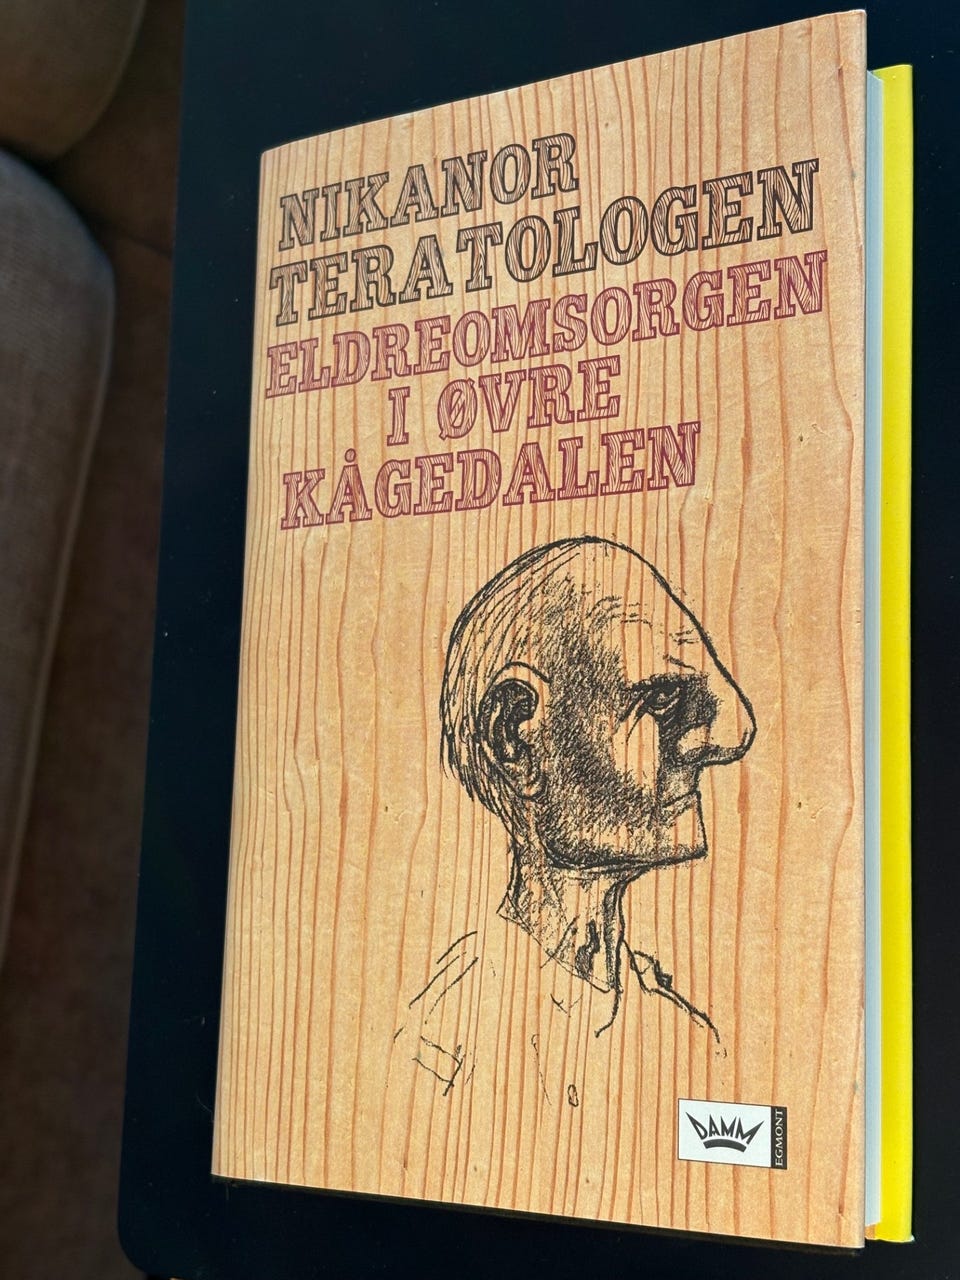 NIKANOR
TERATOLOGEN
ELDREOMSORGEN
I ØVRE
KÅGEDALEN
DAMM
EGMONT